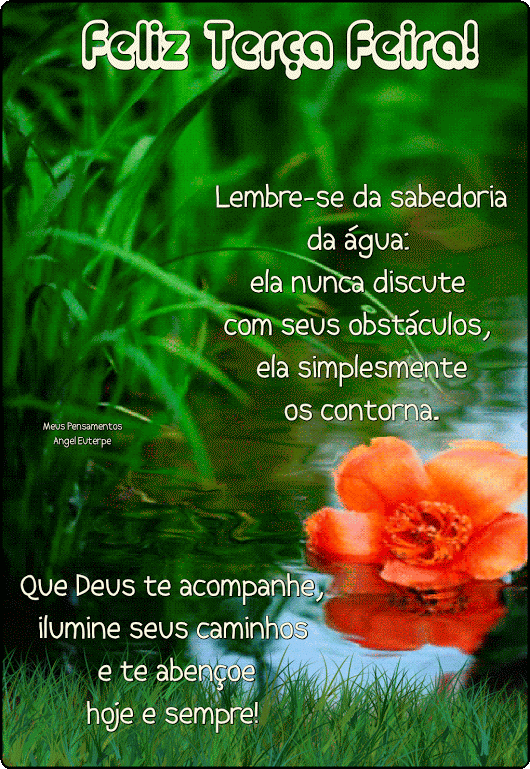 Feliz Terça Feira!
Lembre-se da sabedoria
da água:
ela nunca discute
com seus obstáculos,
ela simplesmente
os contorna.
Meus Pensamentos
Angel Euterpe
Que Deus te acompanhe,
ilumine seus caminhos
e te abençoe
hoje e sempre!